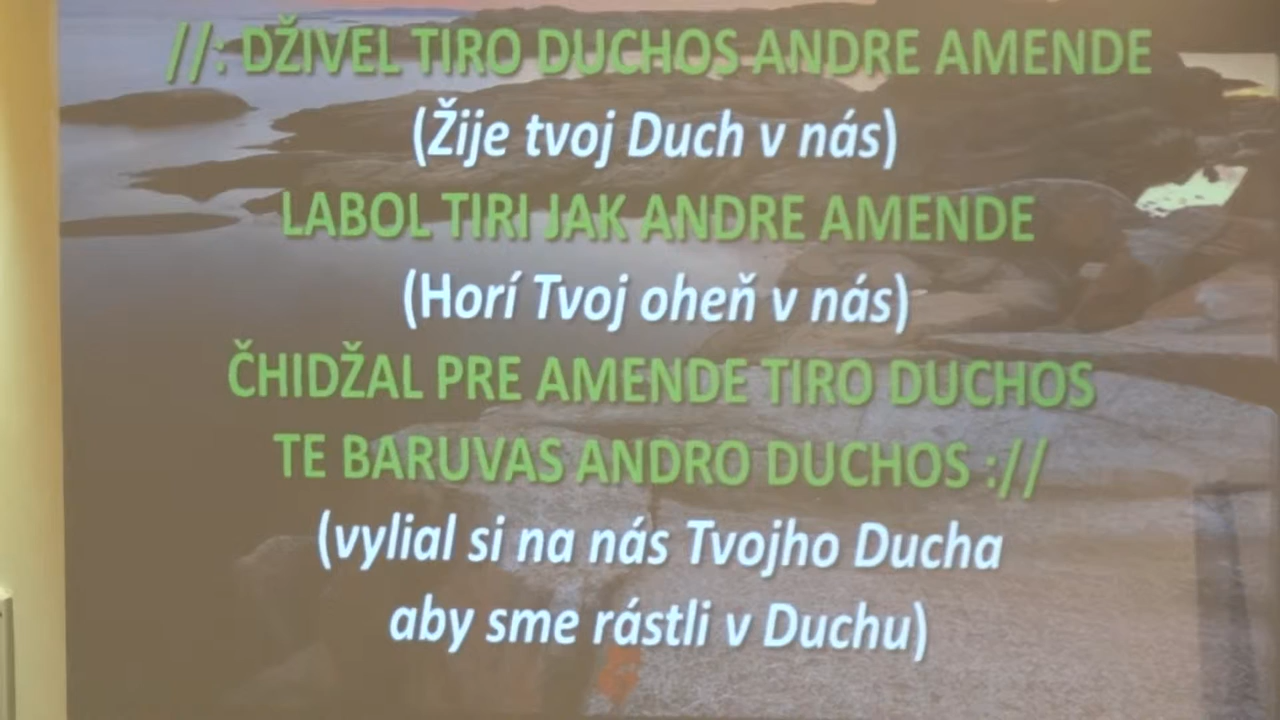 //: DŽIVEL TIRO DUCHOS ANDRE AMENDE
(Žije tvoj Duch v nás)
LABOL TIRI JAK ANDRE AMENDE
(Horí Tvoj oheň v nás)
ČHIDŽAL PRE AMENDE TIRO DUCHOS
TE BARUVAS ANDRO DUCHOS ://
(vylial si na nás Tvojho Ducha
aby sme rástli v Duchu)